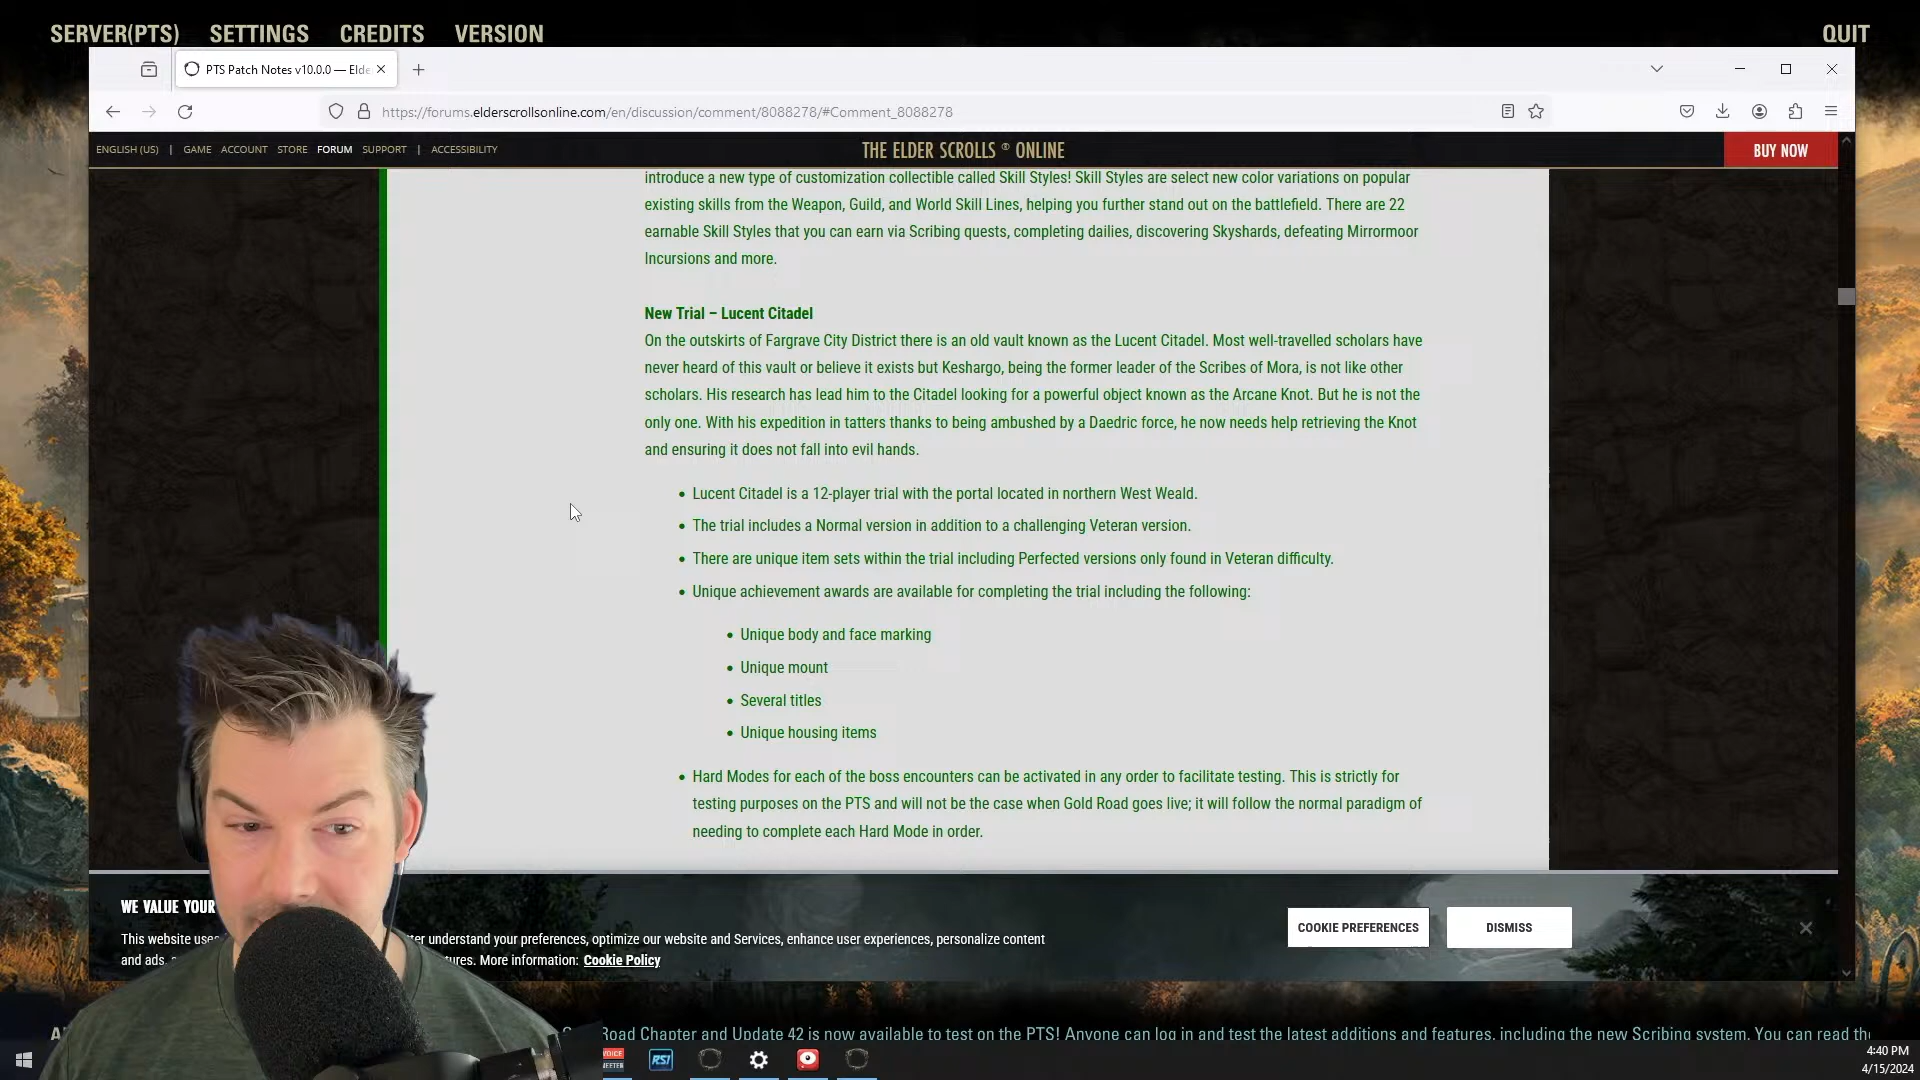 SERVER(PTS) SETTINGS CREDITS VERSION QUIT
PTS Patch Notes v10.0.0 — Elde
https://forums.elderscrollsonline.com/en/discussion/comment/8088278/#Comment_8088278
ENGLISH (US) | GAME ACCOUNT STORE FORUM SUPPORT | ACCESSIBILITY
THE ELDER SCROLLS ® ONLINE
BUY NOW
introduce a new type of customization collectible called Skill Styles! Skill Styles are select new color variations on popular
existing skills from the Weapon, Guild, and World Skill Lines, helping you further stand out on the battlefield. There are 22
earnable Skill Styles that you can earn via Scribing quests, completing dailies, discovering Skyshards, defeating Mirrormoor
Incursions and more.
New Trial – Lucent Citadel
On the outskirts of Fargrave City District there is an old vault known as the Lucent Citadel. Most well-travelled scholars have
never heard of this vault or believe it exists but Keshargo, being the former leader of the Scribes of Mora, is not like other
scholars. His research has lead him to the Citadel looking for a powerful object known as the Arcane Knot. But he is not the
only one. With his expedition in tatters thanks to being ambushed by a Daedric force, he now needs help retrieving the Knot
and ensuring it does not fall into evil hands.
• Lucent Citadel is a 12-player trial with the portal located in northern West Weald.
• The trial includes a Normal version in addition to a challenging Veteran version.
• There are unique item sets within the trial including Perfected versions only found in Veteran difficulty.
• Unique achievement awards are available for completing the trial including the following:
• Unique body and face marking
• Unique mount
• Several titles
• Unique housing items
• Hard Modes for each of the boss encounters can be activated in any order to facilitate testing. This is strictly for
testing purposes on the PTS and will not be the case when Gold Road goes live; it will follow the normal paradigm of
needing to complete each Hard Mode in order.
WE VALUE YOUR
This website uses ter understand your preferences, optimize our website and Services, enhance user experiences, personalize content
and ads, tures. More information: Cookie Policy
COOKIE PREFERENCES
DISMISS
Road Chapter and Update 42 is now available to test on the PTS! Anyone can log in and test the latest additions and features, including the new Scribing system. You can read the
VOICE
MEETER
RSI
4:40 PM
4/15/2024